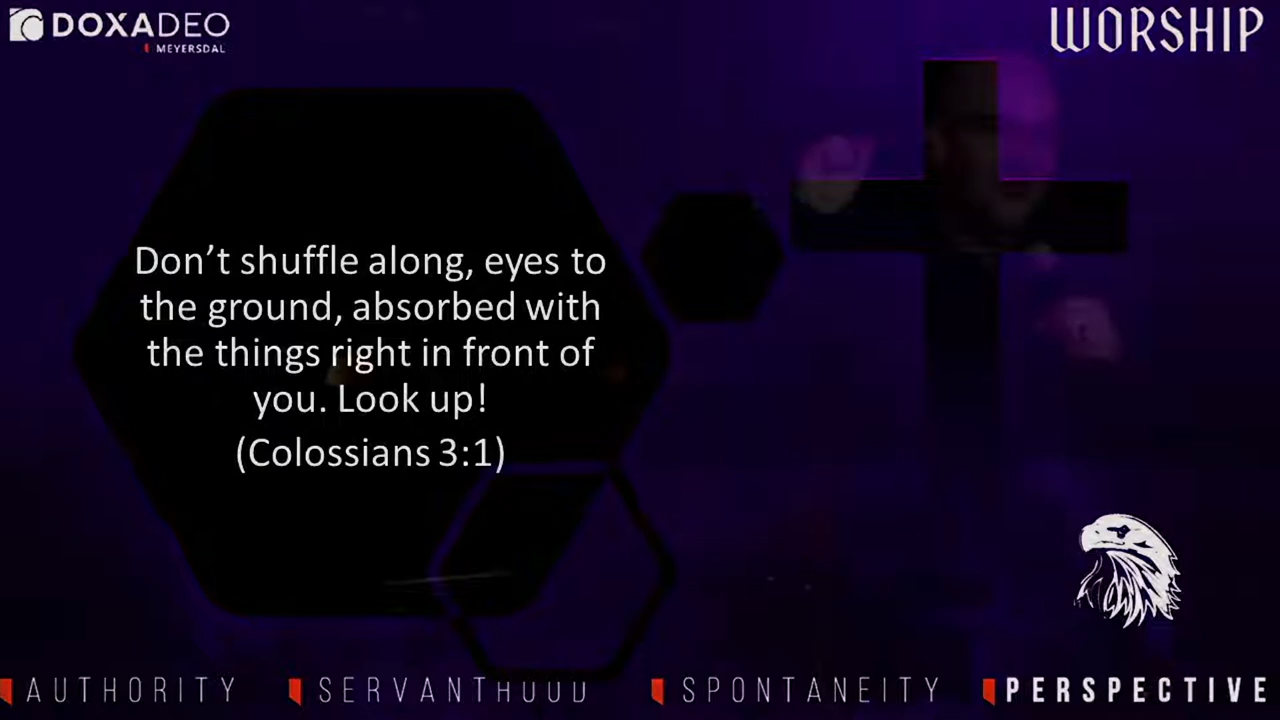 DOXADEO
MEYERSDAL
WORSHIP
Don’t shuffle along, eyes to
the ground, absorbed with
the things right in front of
you. Look up!
(Colossians 3:1)
AUTHORITY
SERVANTHOOD
SPONTANEITY
PERSPECTIVE